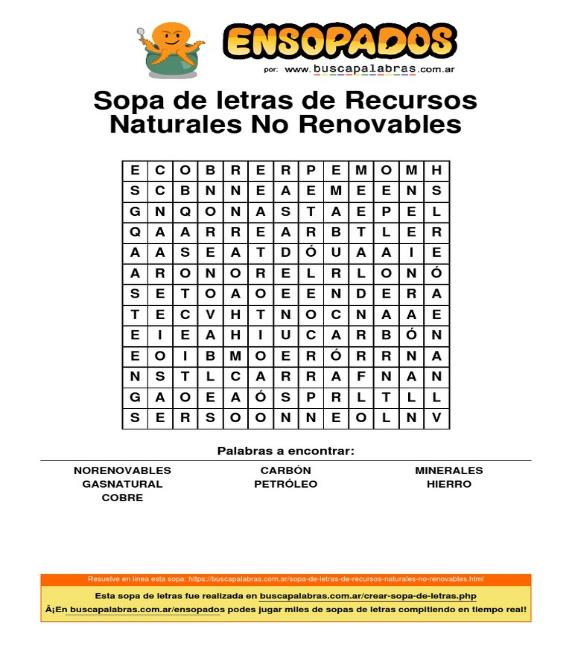 ENSOPADOS
por: www.buscapalabras.com.ar
Sopa de letras de Recursos
Naturales No Renovables
E C O B R E R P E M O M H
S C B N N E A E M E E N S
G N Q O N A S T A E P E L
Q A A R R E A R B T L E R
A A S E A T D Ó U A A I E
A R O N O R E L R L O N Ó
S E T O A O E E N D E R A
T E C V H T N O C N A A E
E I E A H I U C A R B Ó N
E O I B M O E R Ó R R N A
N S T L C A R R A F N A N
G A O E A Ó S P R L T L L
S E R S O O N N E O L N V
Palabras a encontrar:
NORENOVABLES CARBÓN MINERALES
GASNATURAL PETRÓLEO HIERRO
COBRE
Resuelve en linea esta sopa: https://buscapalabras.com.ar/sopa-de-letras-de-recursos-naturales-no-renovables.html
Esta sopa de letras fue realizada en buscapalabras.com.ar/crear-sopa-de-letras.php
Â¡En buscapalabras.com.ar/ensopados podes jugar miles de sopas de letras compitiendo en tiempo real!